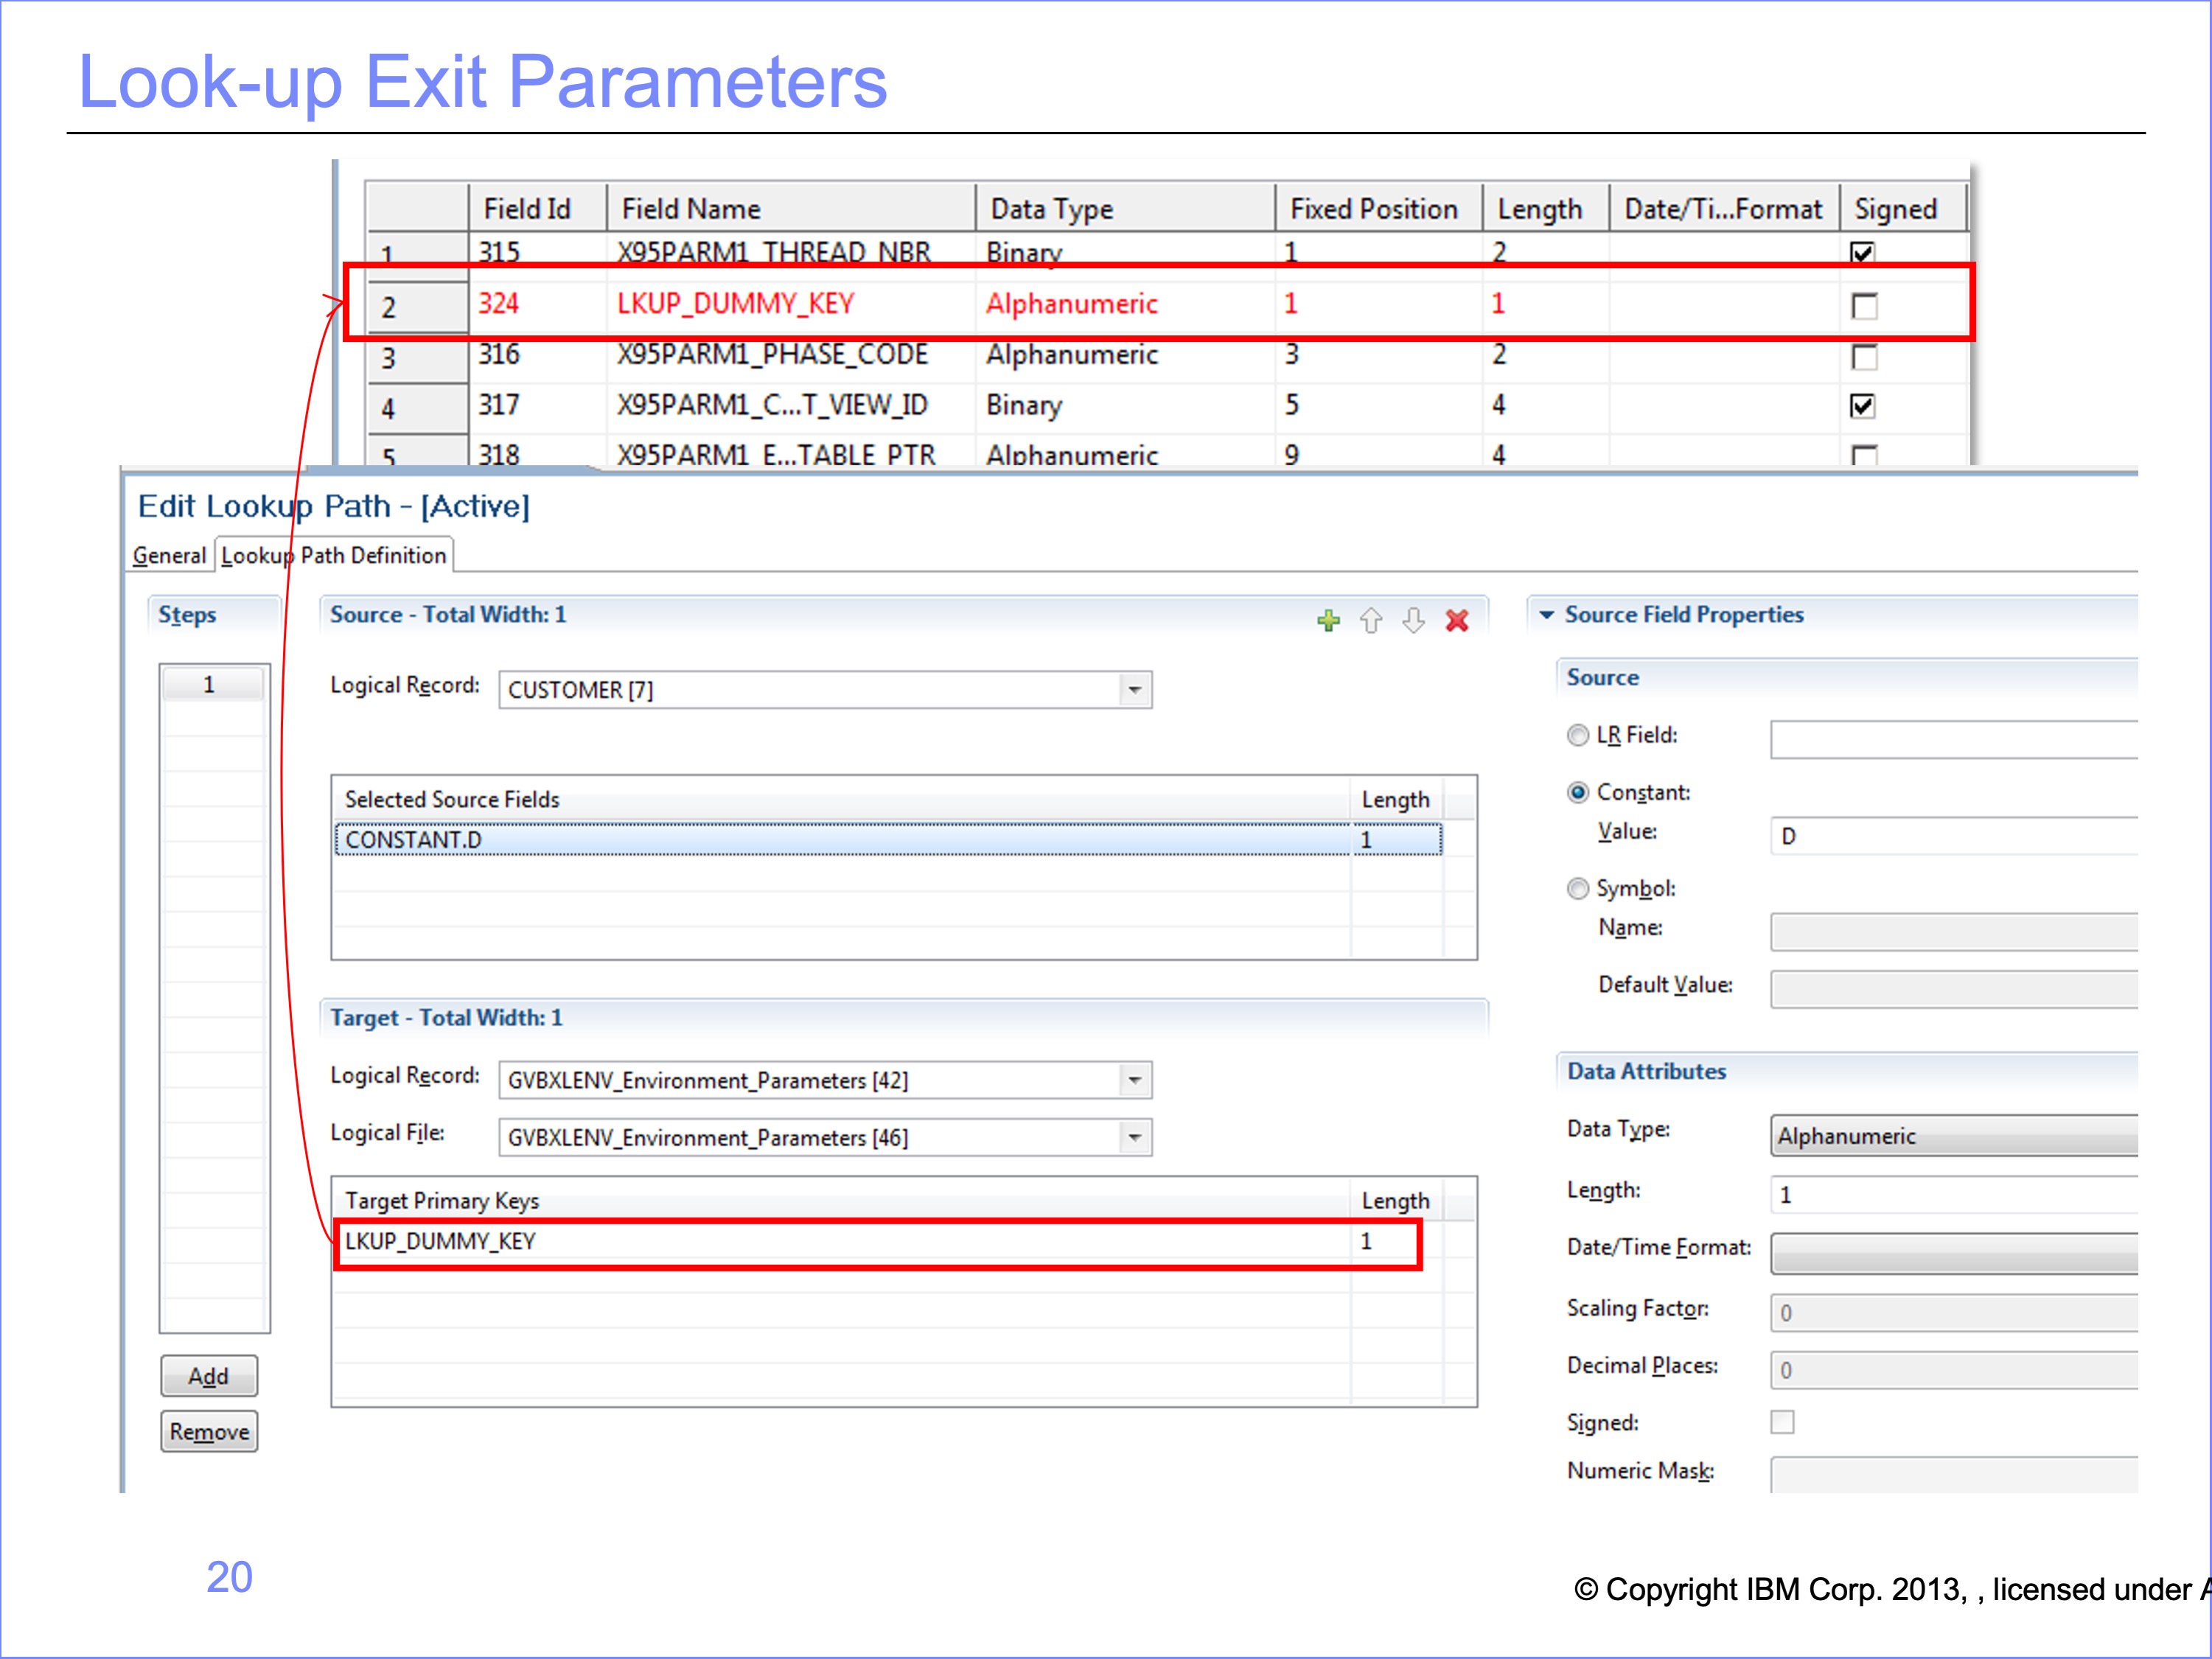 Look-up Exit Parameters
Field Id Field Name Data Type Fixed Position Length Date/Ti...Format Signed
1 315 X95PARM1_THREAD_NBR Binary 1 2
2 324 LKUP_DUMMY_KEY Alphanumeric 1 1
3 316 X95PARM1_PHASE_CODE Alphanumeric 3 2
4 317 X95PARM1_C...T_VIEW_ID Binary 5 4
5 318 X95PARM1_E...TABLE_PTR Alphanumeric 9 4
Edit Lookup Path - [Active]
General Lookup Path Definition
Steps
1
Add
Remove
Source - Total Width: 1
Logical Record: CUSTOMER [7]
Selected Source Fields Length
CONSTANT.D 1
Target - Total Width: 1
Logical Record: GVBXLENV_Environment_Parameters [42]
Logical File: GVBXLENV_Environment_Parameters [46]
Target Primary Keys Length
LKUP_DUMMY_KEY 1
Source Field Properties
Source
LR Field:
Constant:
Value: D
Symbol:
Name:
Default Value:
Data Attributes
Data Type: Alphanumeric
Length: 1
Date/Time Format:
Scaling Factor: 0
Decimal Places: 0
Signed:
Numeric Mask:
20
© Copyright IBM Corp. 2013, , licensed under